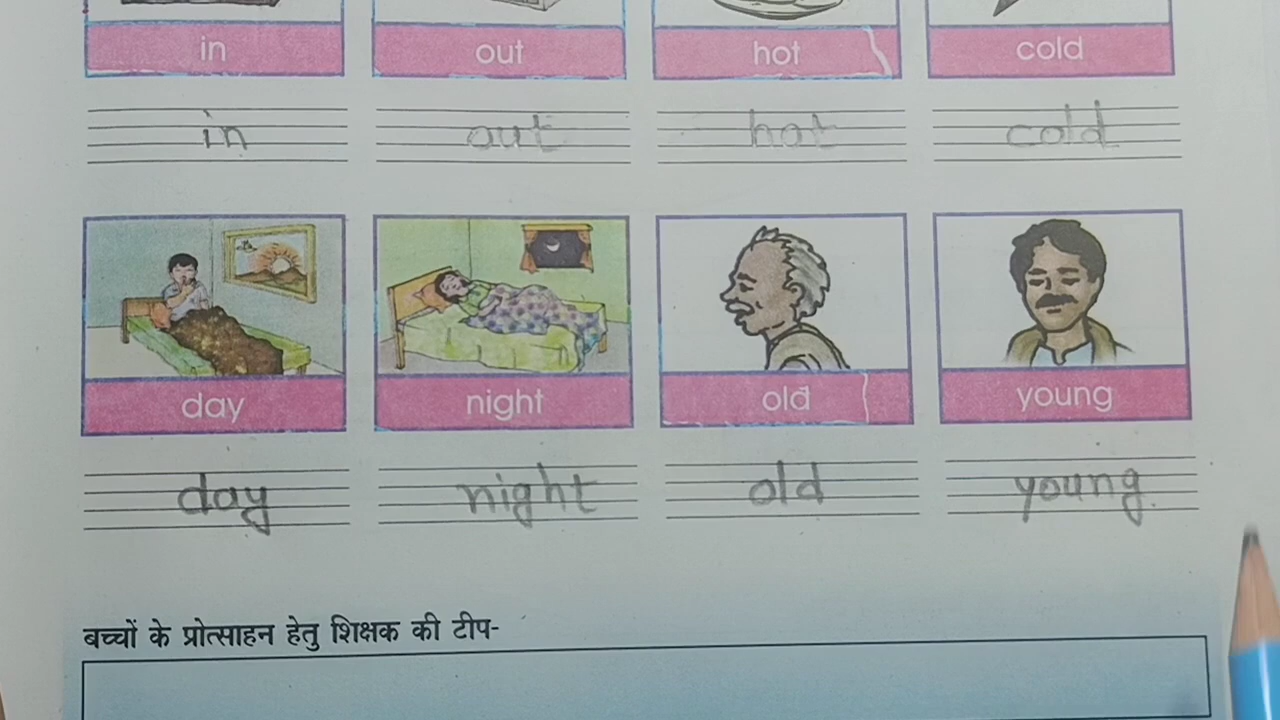 in out hot cold
in out hot cold
day night old young
day night old young.
बच्चों के प्रोत्साहन हेतु शिक्षक की टीप-